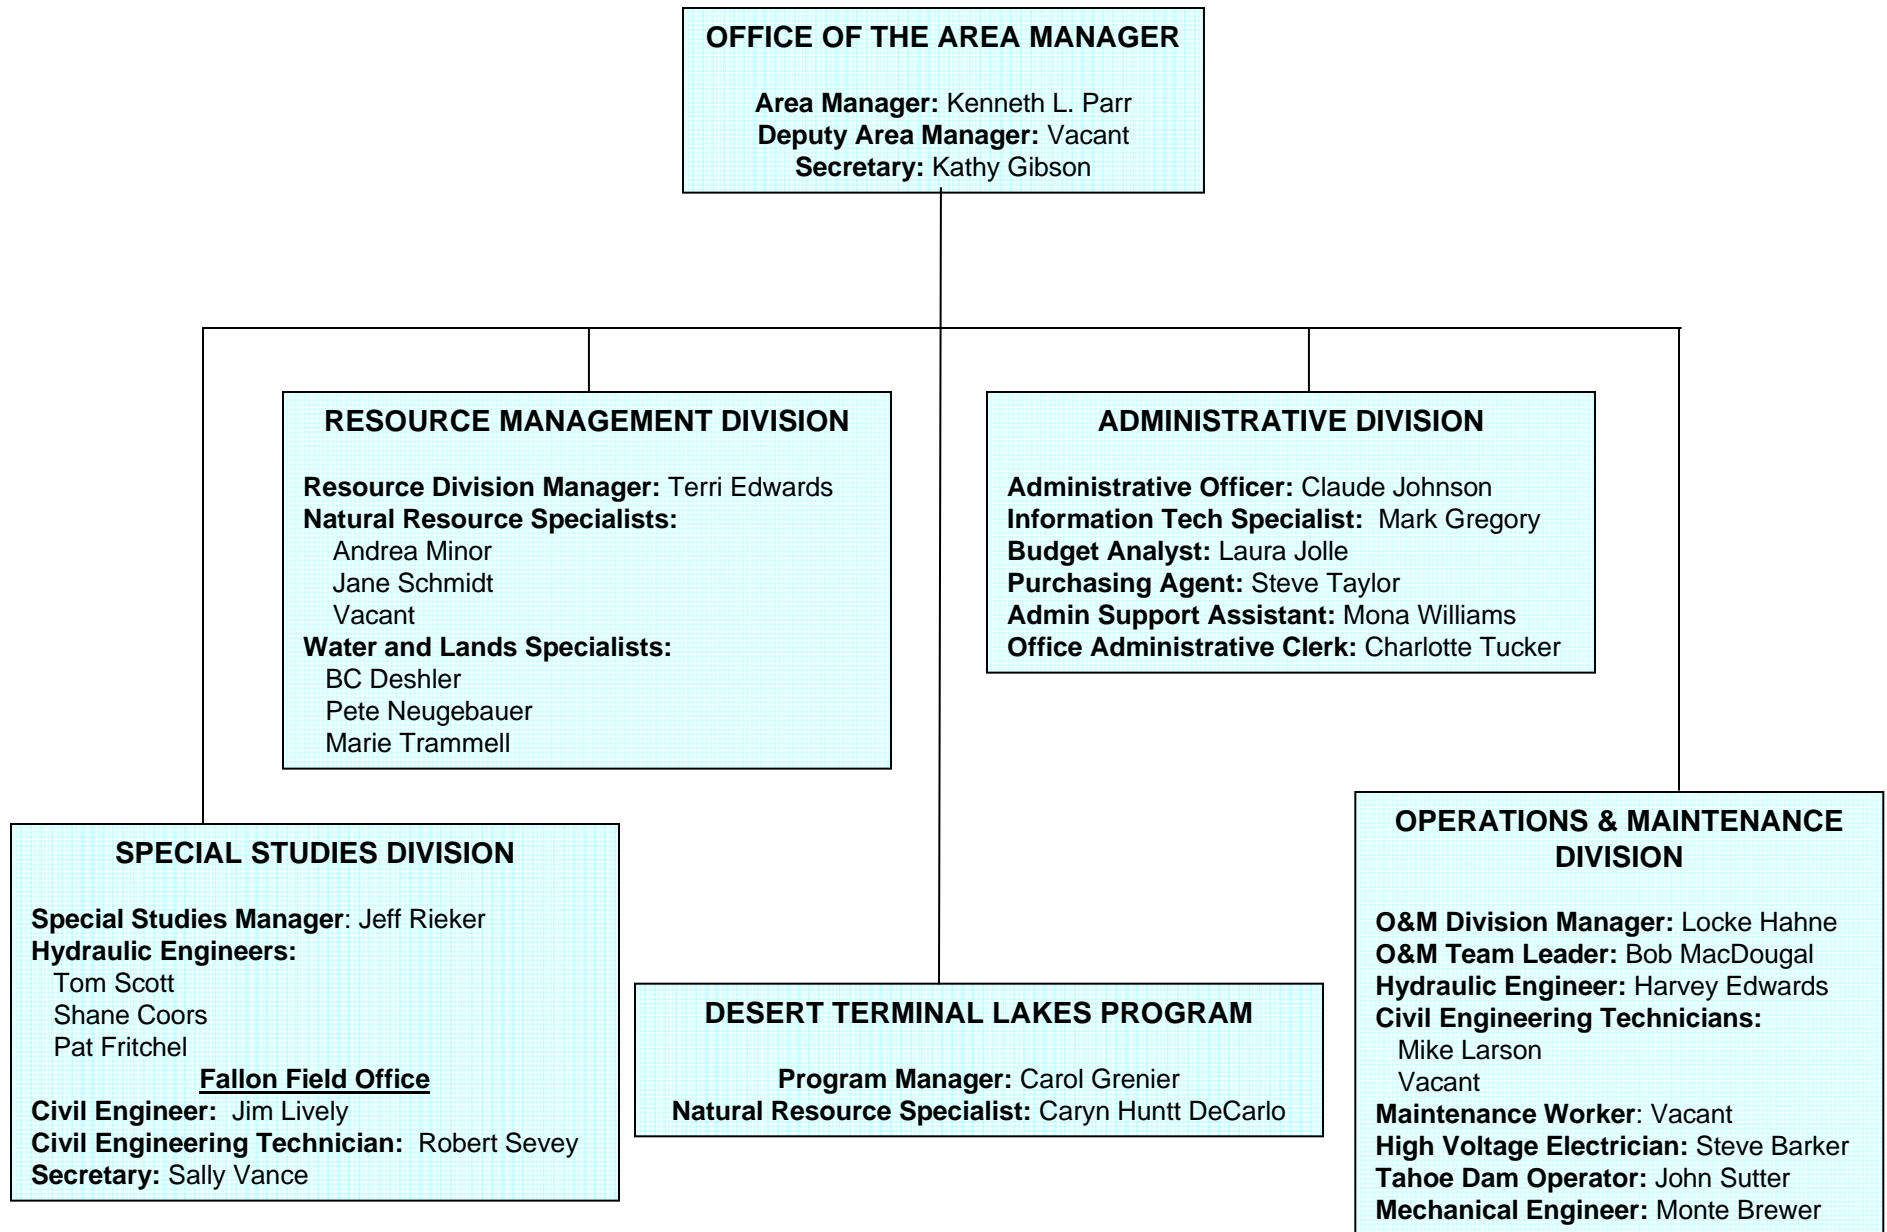 OFFICE OF THE AREA MANAGER
Area Manager: Kenneth L. Parr
Deputy Area Manager: Vacant
Secretary: Kathy Gibson
RESOURCE MANAGEMENT DIVISION
Resource Division Manager: Terri Edwards
Natural Resource Specialists:
Andrea Minor
Jane Schmidt
Vacant
Water and Lands Specialists:
BC Deshler
Pete Neugebauer
Marie Trammell
ADMINISTRATIVE DIVISION
Administrative Officer: Claude Johnson
Information Tech Specialist: Mark Gregory
Budget Analyst: Laura Jolle
Purchasing Agent: Steve Taylor
Admin Support Assistant: Mona Williams
Office Administrative Clerk: Charlotte Tucker
SPECIAL STUDIES DIVISION
Special Studies Manager: Jeff Rieker
Hydraulic Engineers:
Tom Scott
Shane Coors
Pat Fritchel
Fallon Field Office
Civil Engineer: Jim Lively
Civil Engineering Technician: Robert Sevey
Secretary: Sally Vance
DESERT TERMINAL LAKES PROGRAM
Program Manager: Carol Grenier
Natural Resource Specialist: Caryn Huntt DeCarlo
OPERATIONS & MAINTENANCE
DIVISION
O&M Division Manager: Locke Hahne
O&M Team Leader: Bob MacDougal
Hydraulic Engineer: Harvey Edwards
Civil Engineering Technicians:
Mike Larson
Vacant
Maintenance Worker: Vacant
High Voltage Electrician: Steve Barker
Tahoe Dam Operator: John Sutter
Mechanical Engineer: Monte Brewer